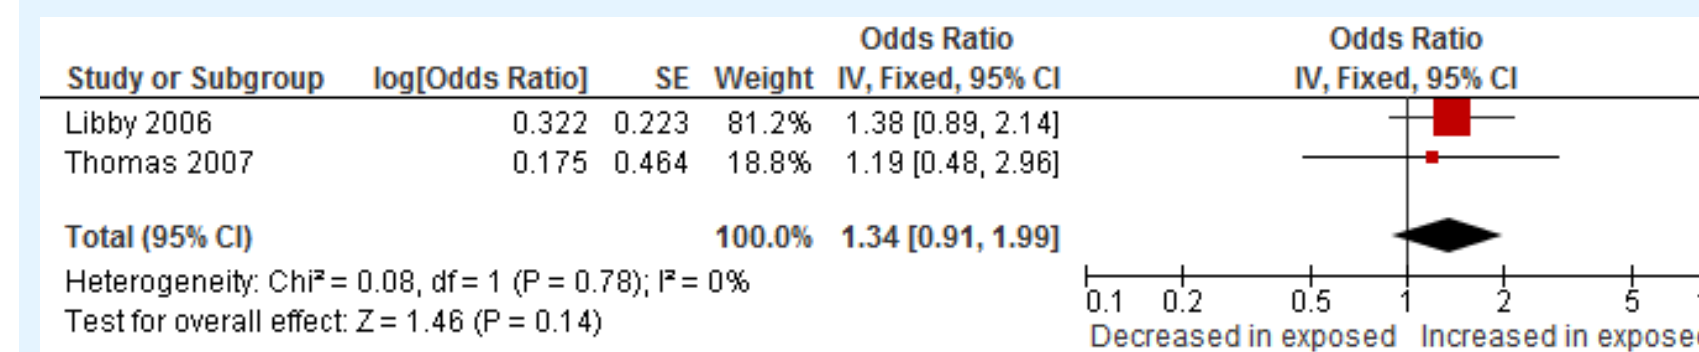 Odds Ratio Odds Ratio
Study or Subgroup log[Odds Ratio] SE Weight IV, Fixed, 95% CI IV, Fixed, 95% CI
Libby 2006 0.322 0.223 81.2% 1.38 [0.89, 2.14]
Thomas 2007 0.175 0.464 18.8% 1.19 [0.48, 2.96]
Total (95% CI) 100.0% 1.34 [0.91, 1.99]
Heterogeneity: Chi² = 0.08, df = 1 (P = 0.78); I² = 0%
Test for overall effect: Z = 1.46 (P = 0.14)
0.1 0.2 0.5 1 2 5
Decreased in exposed Increased in